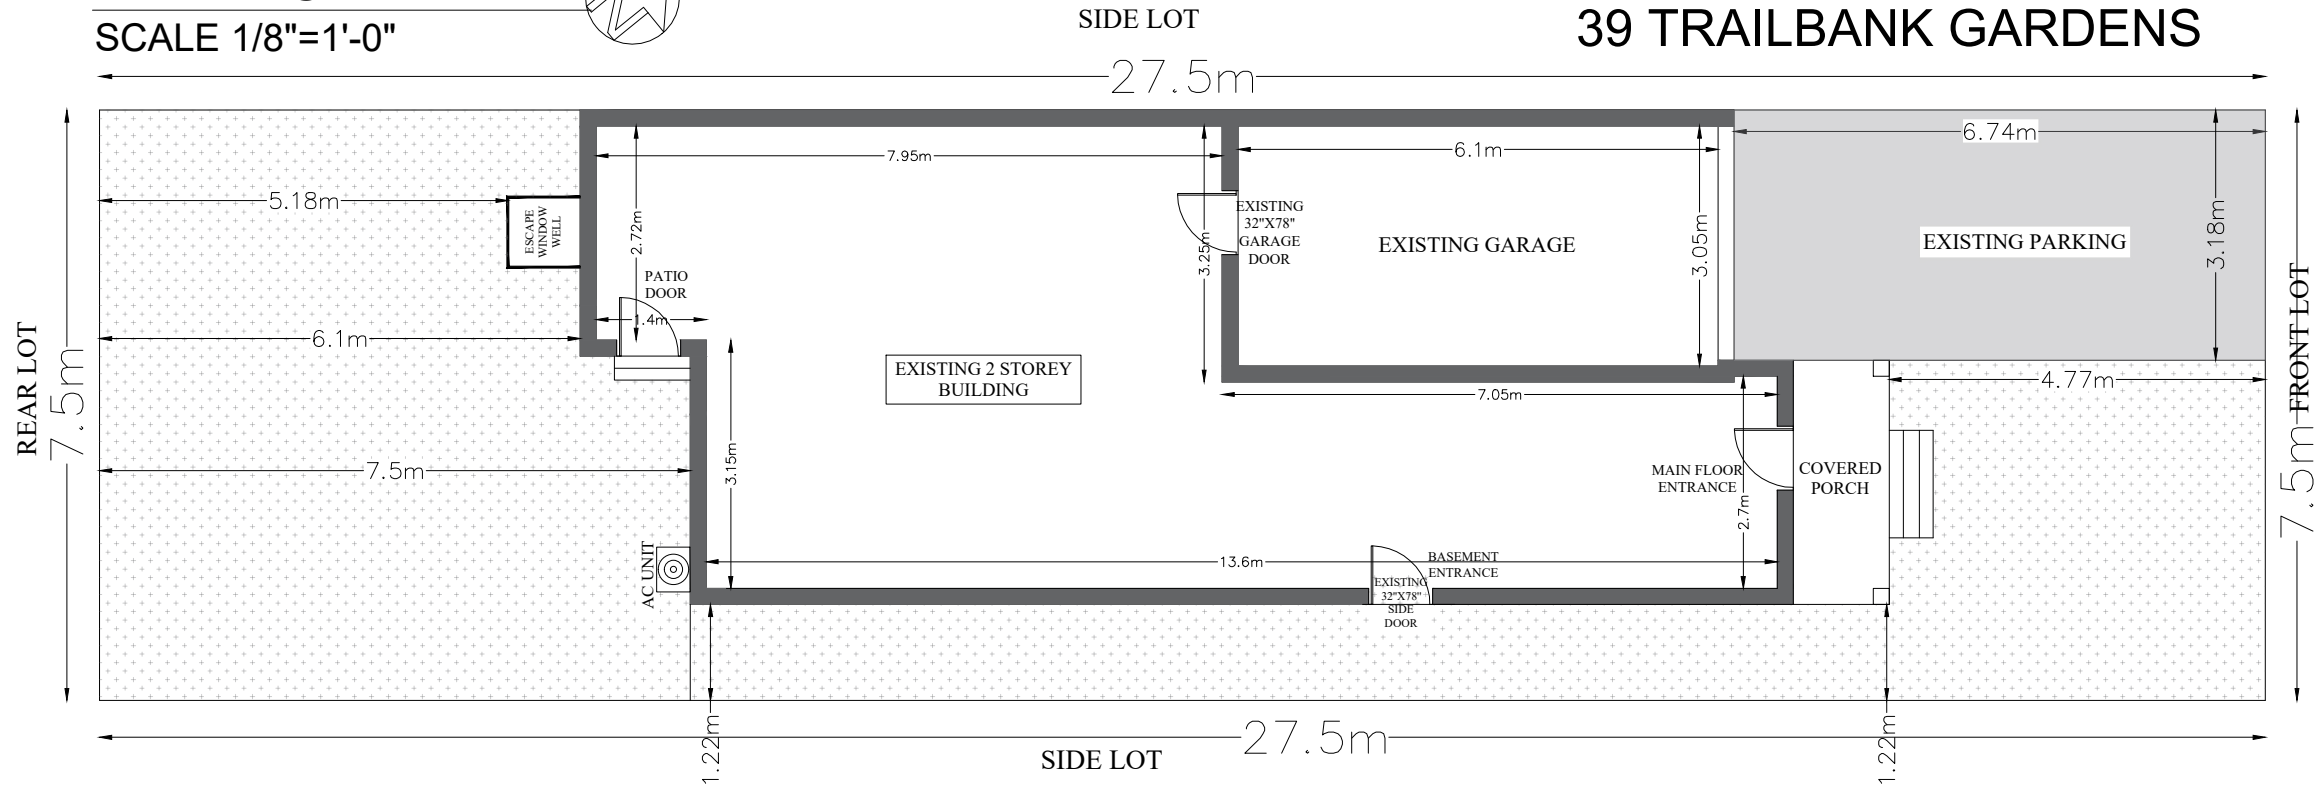 SCALE 1/8"=1'-0"
SIDE LOT
39 TRAILBANK GARDENS
27.5m
6.74m
7.95m
6.1m
5.18m
ESCAPE
WINDOW
WELL
2.72m
3.25m
EXISTING
32"X78"
GARAGE
DOOR
EXISTING GARAGE
3.05m
EXISTING PARKING
3.18m
PATIO
DOOR
1.4m
6.1m
REAR LOT
7.5m
EXISTING 2 STOREY
BUILDING
7.05m
4.77m
FRONT LOT
7.5m
7.5m
3.15m
MAIN FLOOR
ENTRANCE
2.7m
COVERED
PORCH
AC UNIT
13.6m
BASEMENT
ENTRANCE
EXISTING
32"X78"
SIDE
DOOR
1.22m
1.22m
27.5m
SIDE LOT